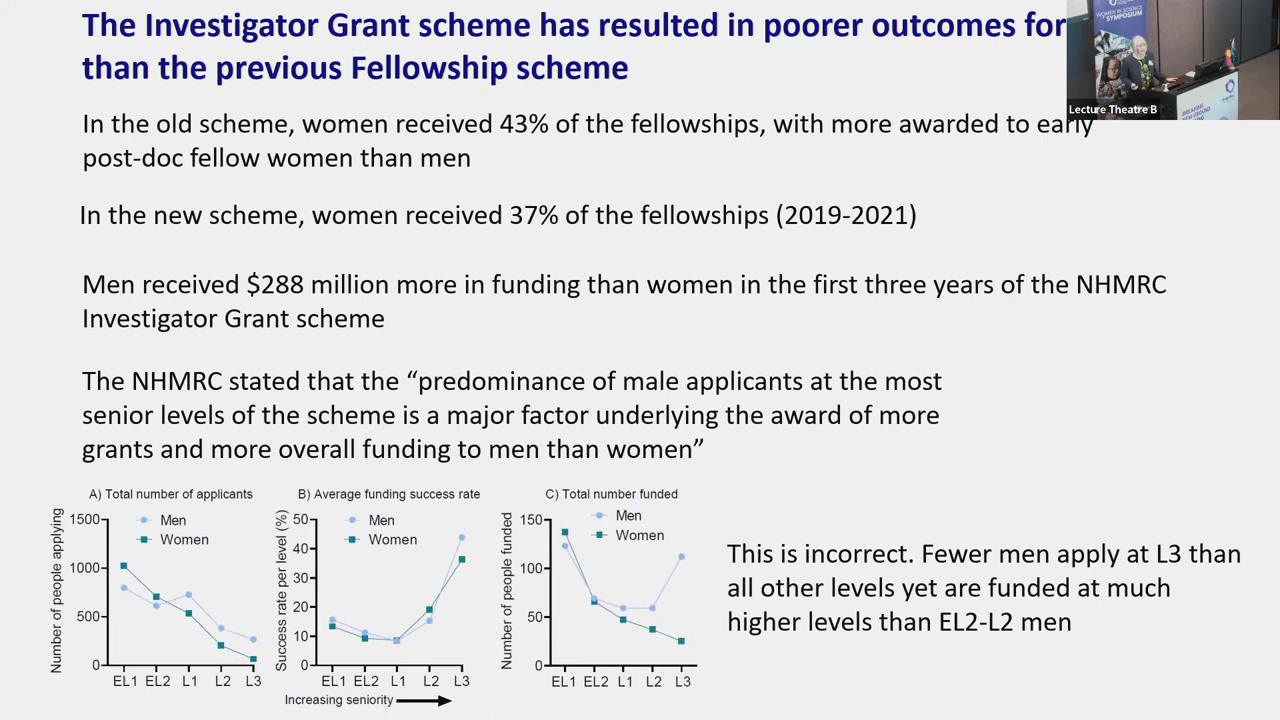 The Investigator Grant scheme has resulted in poorer outcomes for
than the previous Fellowship scheme
WOMEN IN SCIENCE
SYMPOSIUM
Lecture Theatre B
In the old scheme, women received 43% of the fellowships, with more awarded to early
post-doc fellow women than men
In the new scheme, women received 37% of the fellowships (2019-2021)
Men received $288 million more in funding than women in the first three years of the NHMRC
Investigator Grant scheme
The NHMRC stated that the “predominance of male applicants at the most
senior levels of the scheme is a major factor underlying the award of more
grants and more overall funding to men than women”
A) Total number of applicants
Number of people applying
1500
1000
500
0
Men
Women
EL1 EL2 L1 L2 L3
B) Average funding success rate
Success rate per level (%)
50
40
30
20
10
0
Men
Women
EL1 EL2 L1 L2 L3
Increasing seniority
C) Total number funded
Number of people funded
150
100
50
0
Men
Women
EL1 EL2 L1 L2 L3
This is incorrect. Fewer men apply at L3 than
all other levels yet are funded at much
higher levels than EL2-L2 men